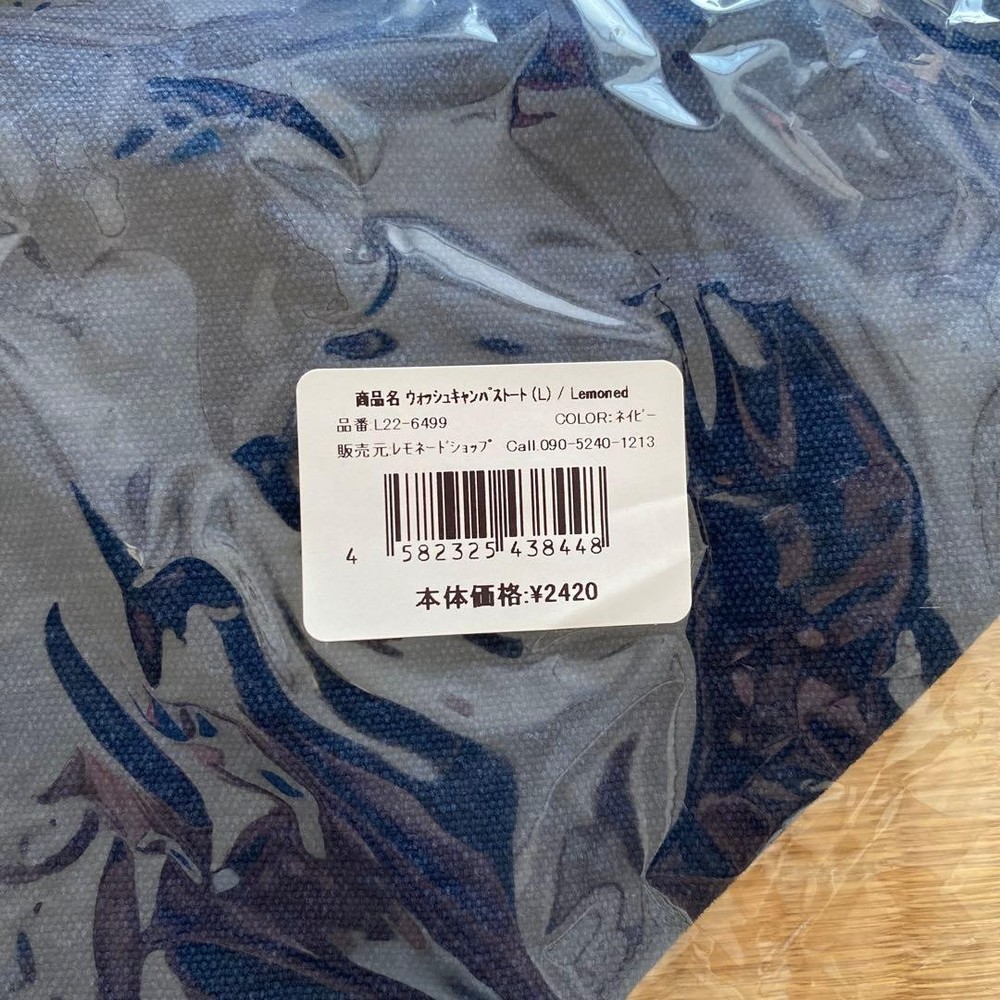 商品名 ウォッシュキャンバストート(L) / Lemoned
品番.L22-6499 COLOR:ネイビー
販売元.レモネードショップ Call.090-5240-1213
4 582325 438448
本体価格:¥2420